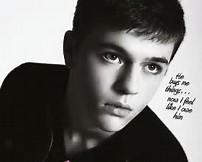 He
buys me
things...
now I feel
like I owe
him